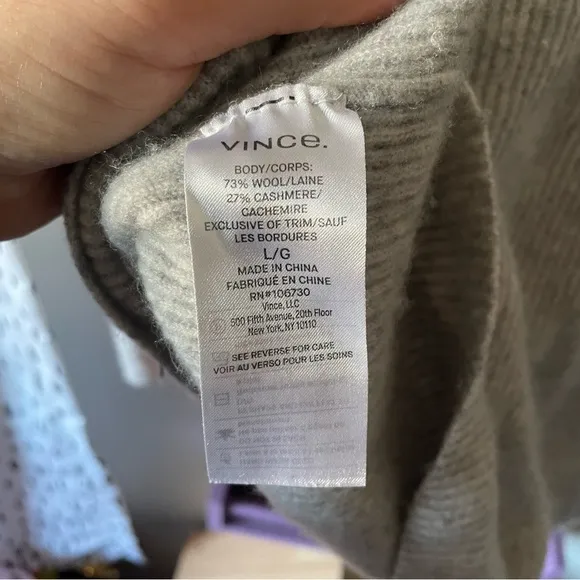 VINCE.
BODY/CORPS:
73% WOOL/LAINE
27% CASHMERE/
CACHEMIRE
EXCLUSIVE OF TRIM/SAUF
LES BORDURES
L/G
MADE IN CHINA
FABRIQUÉ EN CHINE
RN#106730
Vince, LLC
500 Fifth Avenue, 20th Floor
New York, NY 10110
SEE REVERSE FOR CARE
VOIR AU VERSO POUR LES SOINS